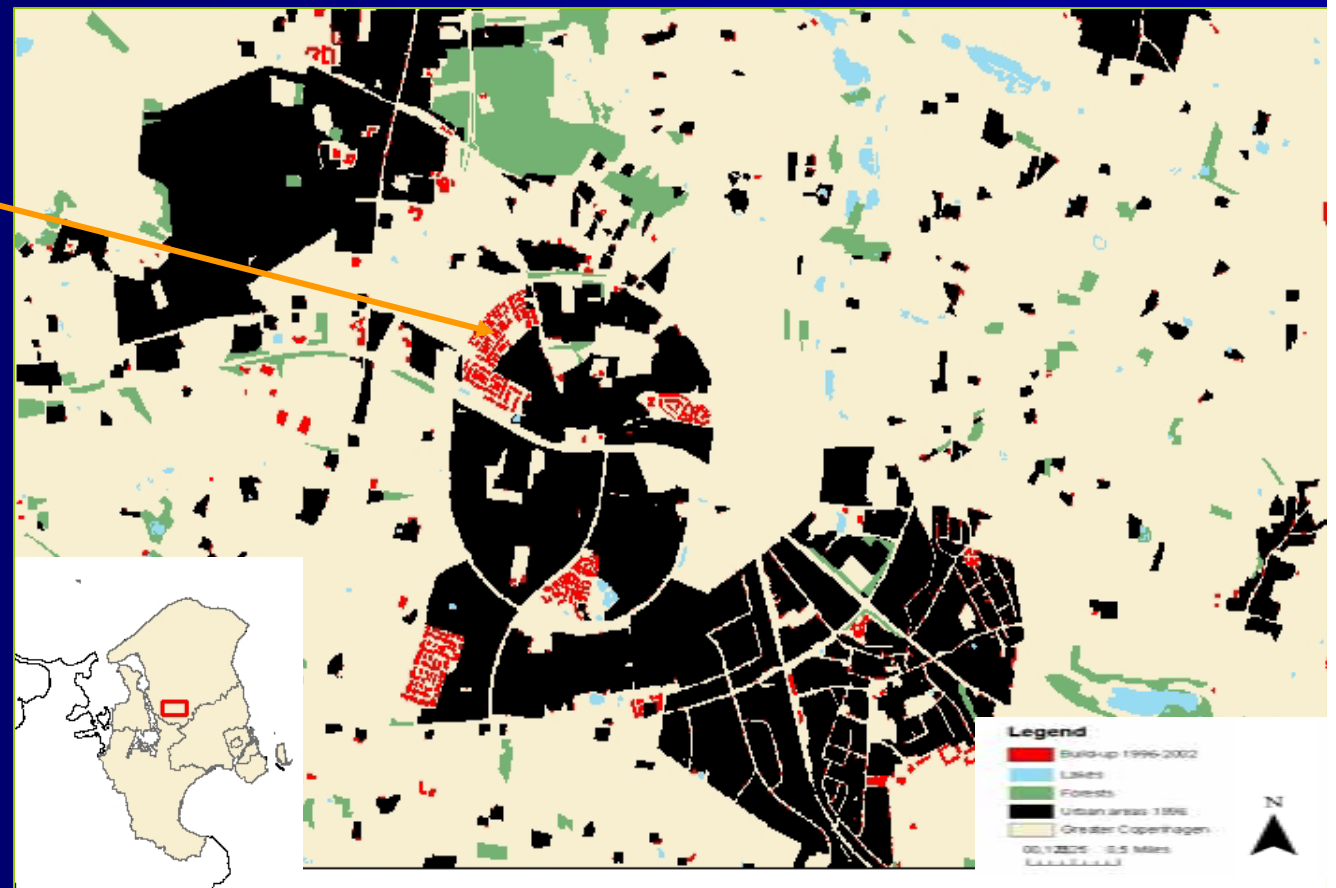 Legend
Build-up 1996-2002
Lakes
Forests
Urban areas 1996
Greater Copenhagen
0,5 Miles
N